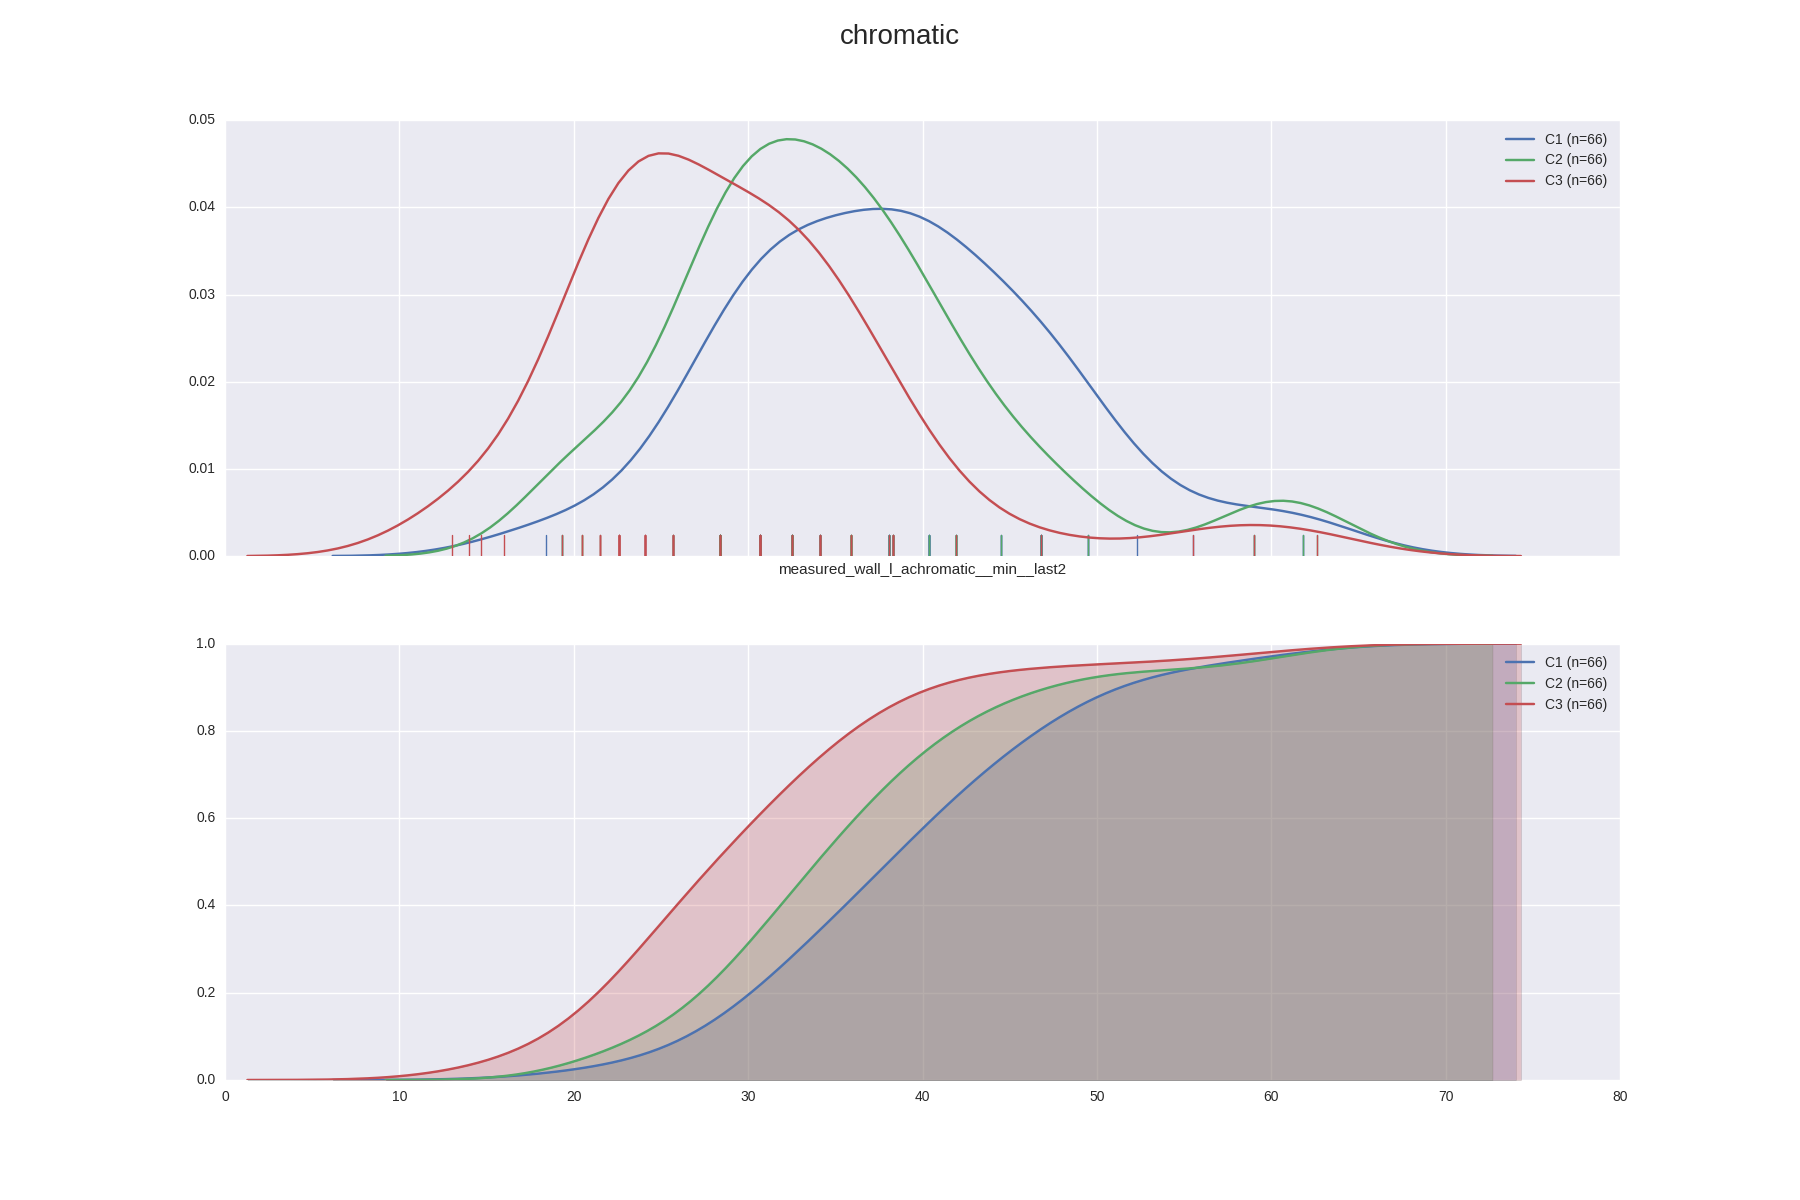 chromatic
0.05
0.04
0.03
0.02
0.01
0.00
C1 (n=66)
C2 (n=66)
C3 (n=66)
measured_wall_l_achromatic__min__last2
1.0
0.8
0.6
0.4
0.2
0.0
C1 (n=66)
C2 (n=66)
C3 (n=66)
0 10 20 30 40 50 60 70 80